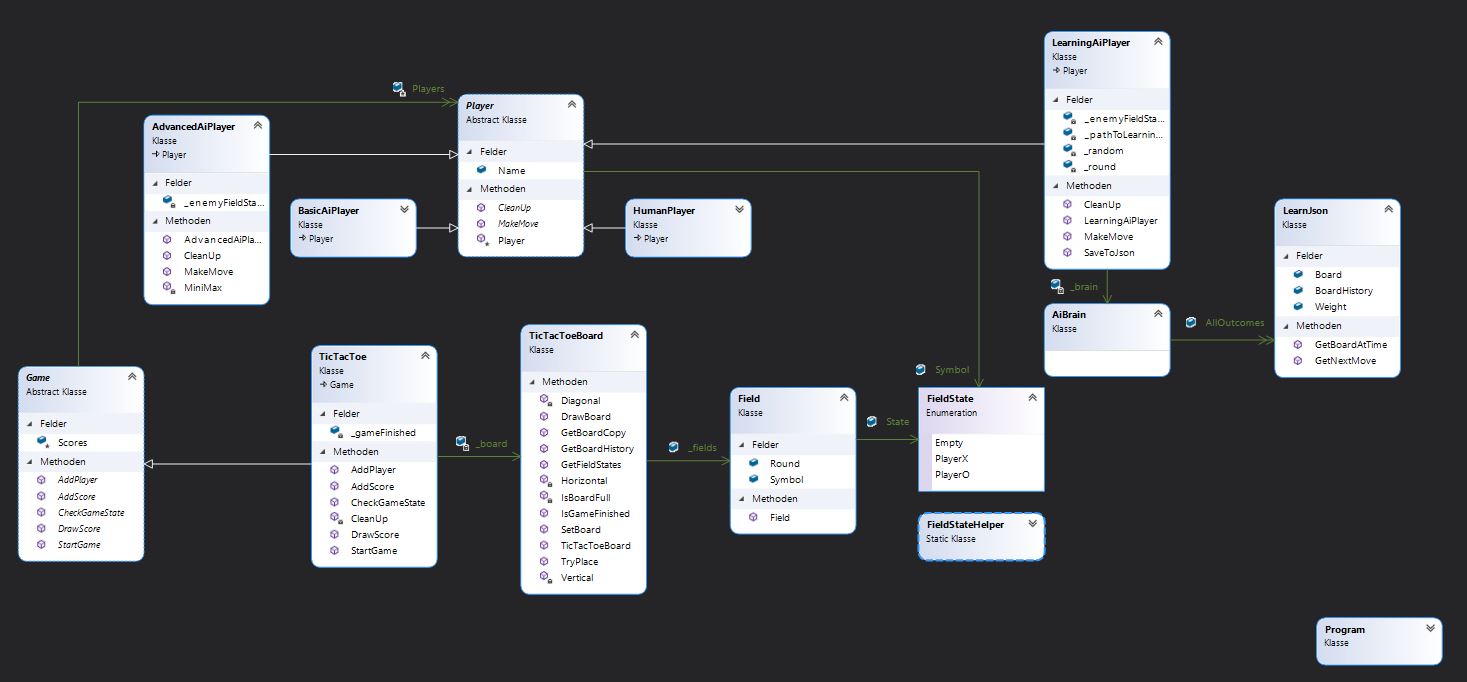 Players
AdvancedAiPlayer
Klasse
Player
Felder
_enemyFieldSta...
Methoden
AdvancedAiPla...
CleanUp
MakeMove
MiniMax
Player
Abstract Klasse
Felder
Name
Methoden
CleanUp
MakeMove
Player
BasicAiPlayer
Klasse
Player
HumanPlayer
Klasse
Player
LearningAiPlayer
Klasse
Player
Felder
_enemyFieldSta...
_pathToLearnin...
_random
_round
Methoden
CleanUp
LearningAiPlayer
MakeMove
SaveToJson
_brain
AiBrain
Klasse
AllOutcomes
LearnJson
Klasse
Felder
Board
BoardHistory
Weight
Methoden
GetBoardAtTime
GetNextMove
Game
Abstract Klasse
Felder
Scores
Methoden
AddPlayer
AddScore
CheckGameState
DrawScore
StartGame
TicTacToe
Klasse
Game
Felder
_gameFinished
Methoden
AddPlayer
AddScore
CheckGameState
CleanUp
DrawScore
StartGame
_board
TicTacToeBoard
Klasse
Methoden
Diagonal
DrawBoard
GetBoardCopy
GetBoardHistory
GetFieldStates
Horizontal
IsBoardFull
IsGameFinished
SetBoard
TicTacToeBoard
TryPlace
Vertical
_fields
Field
Klasse
Felder
Round
Symbol
Methoden
Field
State
Symbol
FieldState
Enumeration
Empty
PlayerX
PlayerO
FieldStateHelper
Static Klasse
Program
Klasse